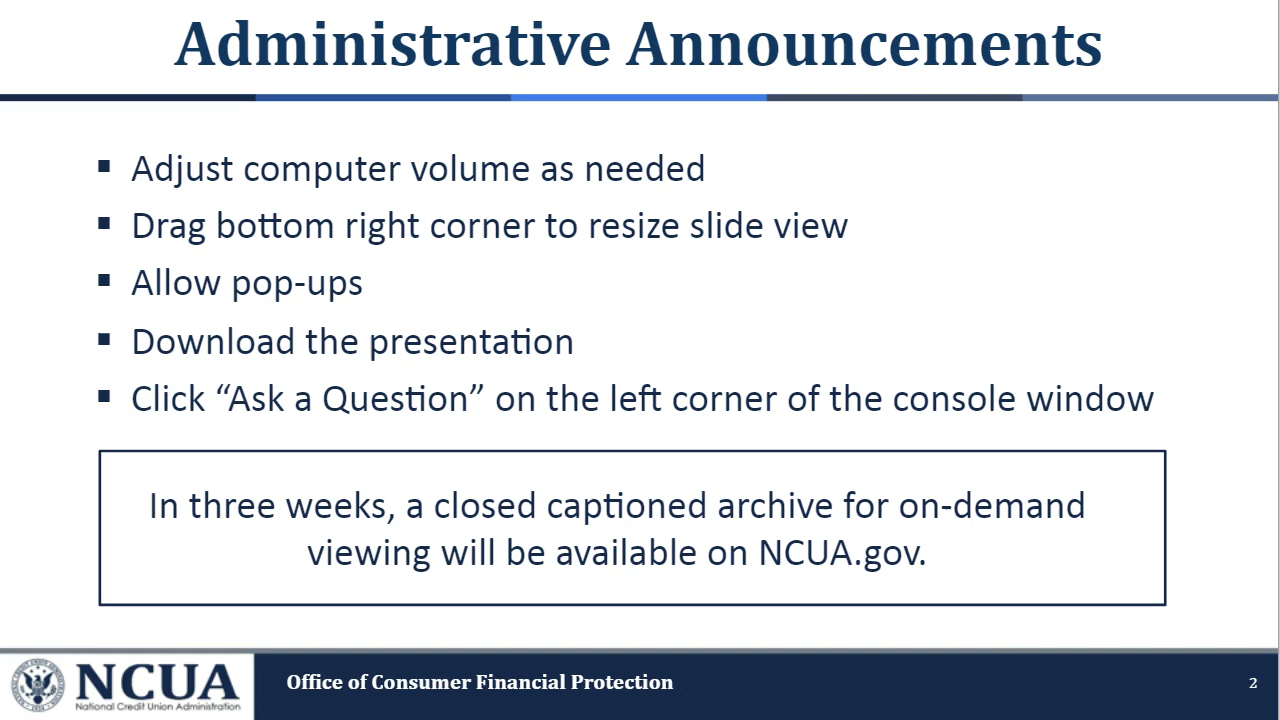 Administrative Announcements
▪ Adjust computer volume as needed
▪ Drag bottom right corner to resize slide view
▪ Allow pop-ups
▪ Download the presentation
▪ Click “Ask a Question” on the left corner of the console window
In three weeks, a closed captioned archive for on-demand
viewing will be available on NCUA.gov.
NCUA
National Credit Union Administration
Office of Consumer Financial Protection
2